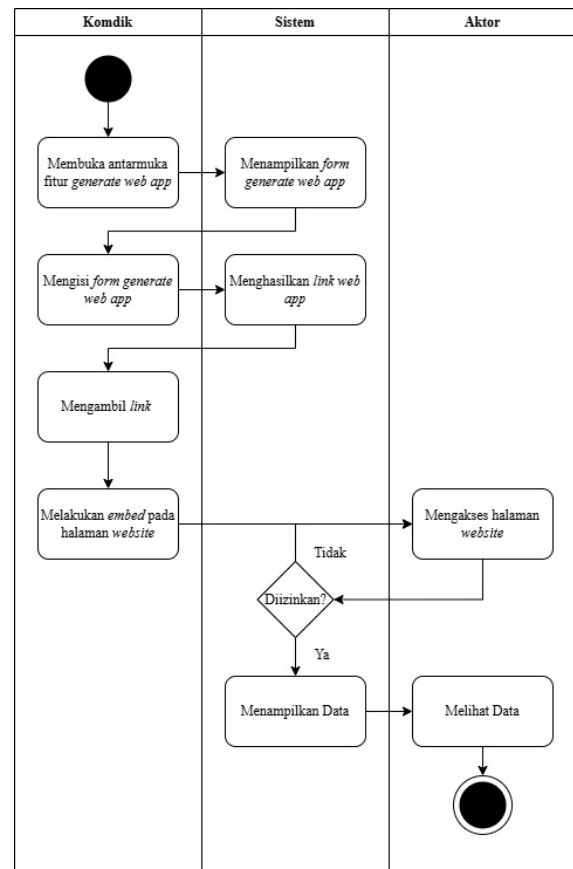 Komdik
Sistem
Aktor
Membuka antarmuka
fitur generate web app
Menampilkan form
generate web app
Mengisi form generate
web app
Menghasilkan link web
app
Mengambil link
Melakukan embed pada
halaman website
Mengakses halaman
website
Tidak
Diizinkan?
Ya
Menampilkan Data
Melihat Data